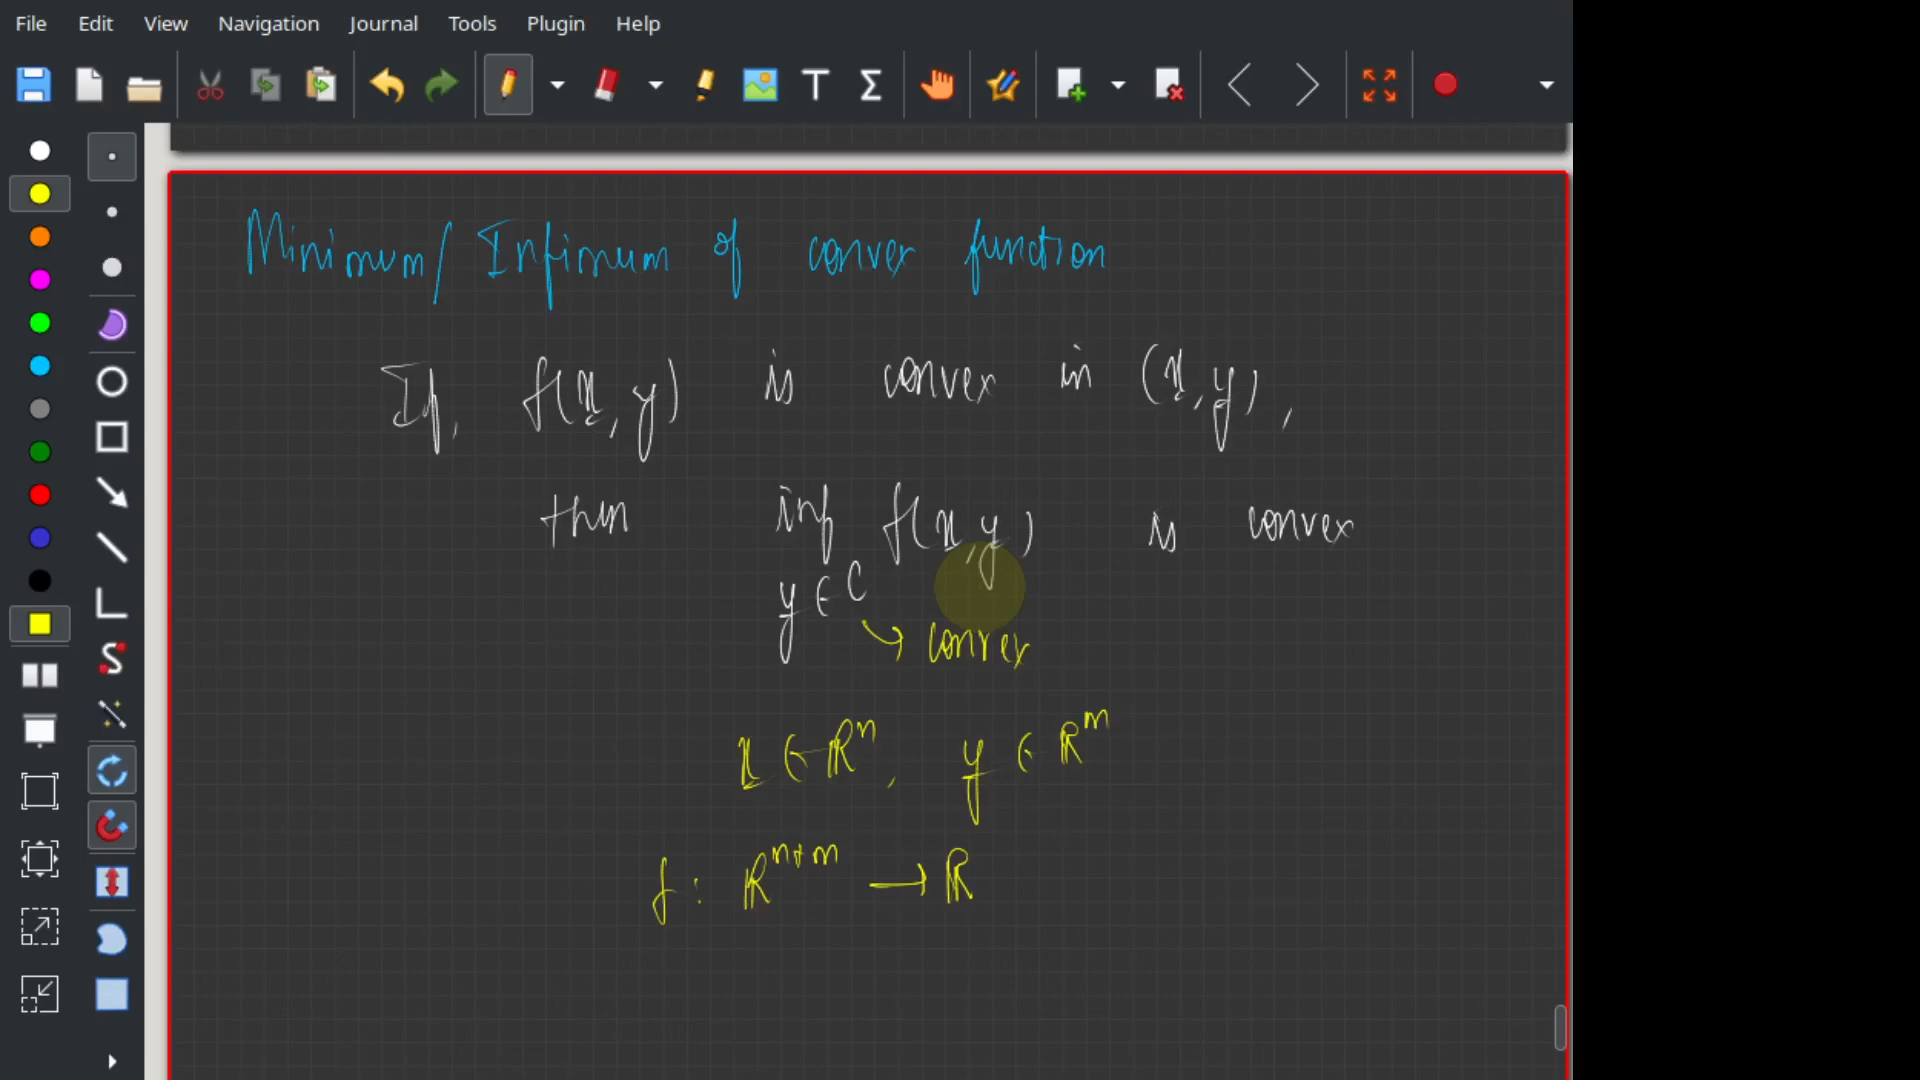 File Edit View Navigation Journal Tools Plugin Help
Minimum/Infimum of convex function
If, f(x,y) is convex in (x,y),
then inf f(x,y) is convex
y ∈ C
↘ convex
x ∈ ℝⁿ, y ∈ ℝᵐ
f: ℝⁿ⁺ᵐ → ℝ